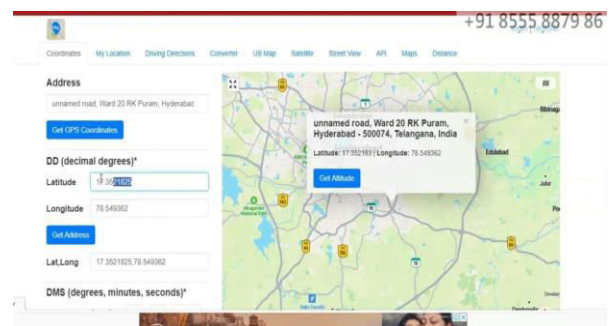 +91 8555 8879 86
Coordinates My Location Driving Directions Converter US Map Satellite Street View API Maps Distance
Address
unnamed road, Ward 20 RK Puram, Hyderabac
Get GPS Coordinates
DD (decimal degrees)*
Latitude 17.3521825
Longitude 78.549362
Get Address
Lat,Long 17.3521825,78.549362
DMS (degrees, minutes, seconds)*
unnamed road, Ward 20 RK Puram,
Hyderabad - 500074, Telangana, India
Latitude: 17.352183 | Longitude: 78.549362
Get Altitude
Edulabad